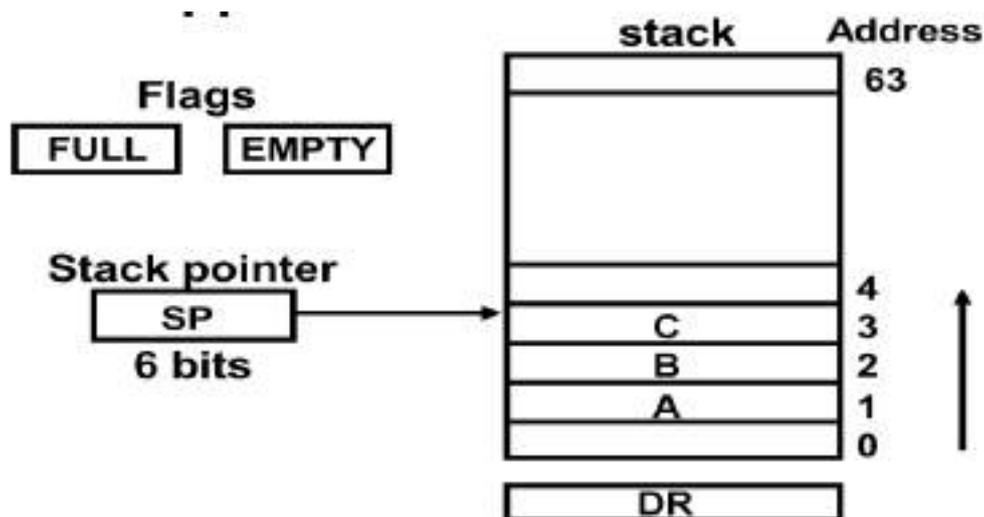 stack Address
63
Flags
FULL EMPTY
Stack pointer
SP
6 bits
4
C 3
B 2
A 1
0
DR